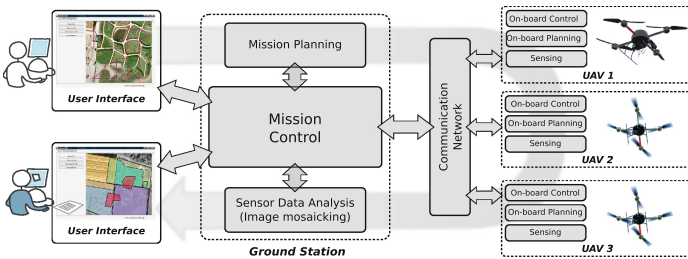 User Interface
User Interface
Mission Planning
Mission
Control
Sensor Data Analysis
(Image mosaicking)
Ground Station
Communication
Network
On-board Control
On-board Planning
Sensing
UAV 1
On-board Control
On-board Planning
Sensing
UAV 2
On-board Control
On-board Planning
Sensing
UAV 3